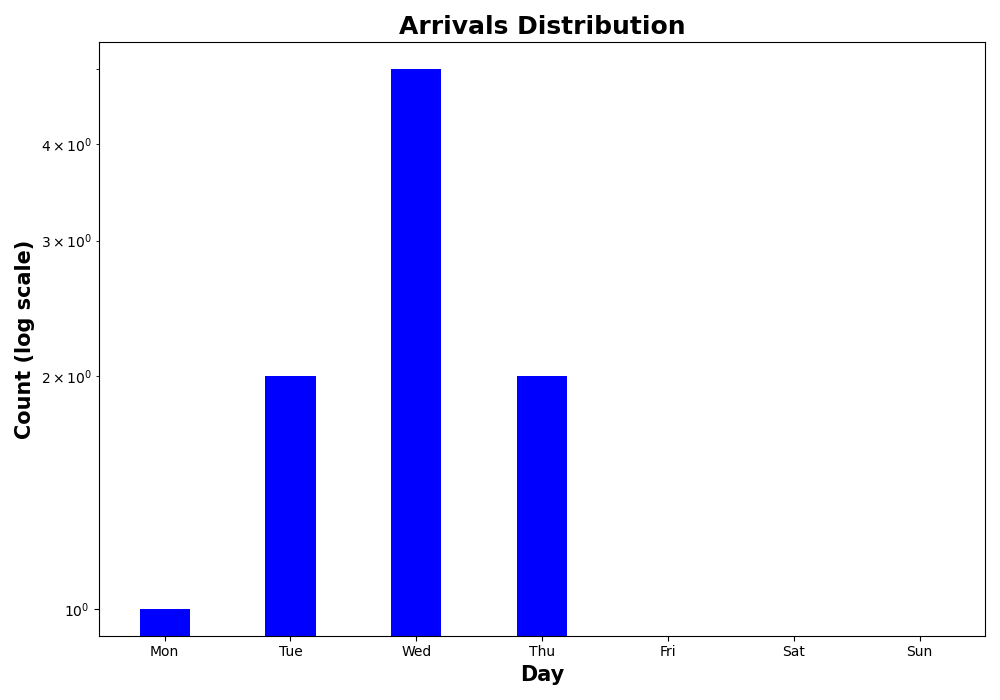 Arrivals Distribution
Count (log scale)
4 × 10⁰
3 × 10⁰
2 × 10⁰
10⁰
Mon Tue Wed Thu Fri Sat Sun
Day